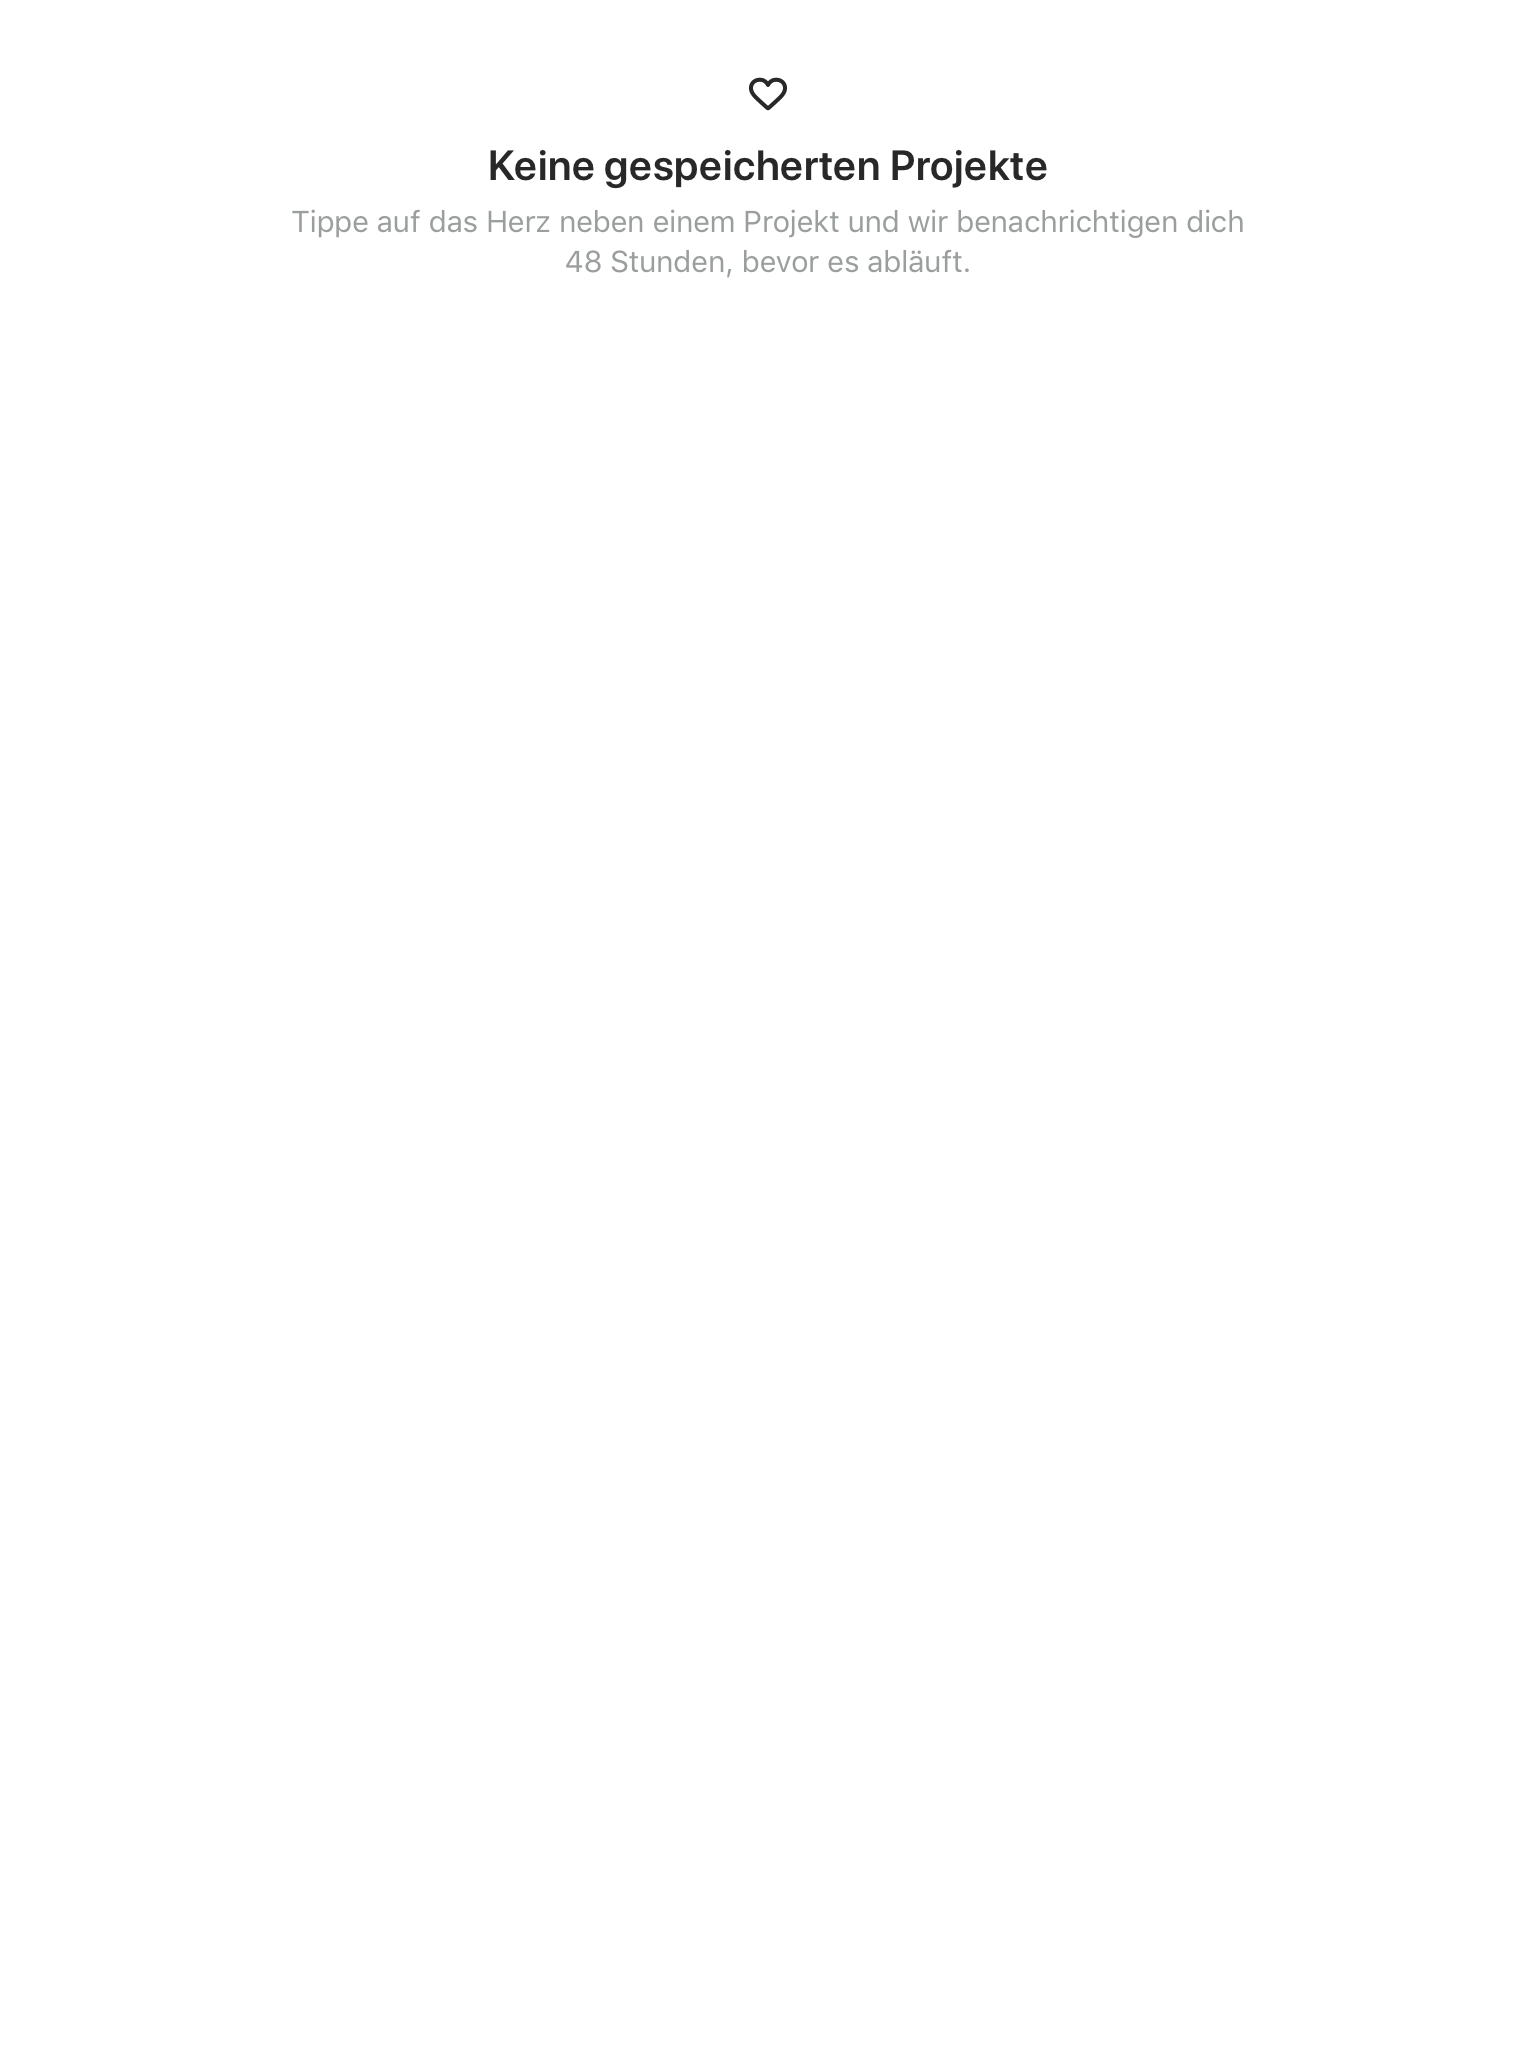 Keine gespeicherten Projekte
Tippe auf das Herz neben einem Projekt und wir benachrichtigen dich
48 Stunden, bevor es abläuft.